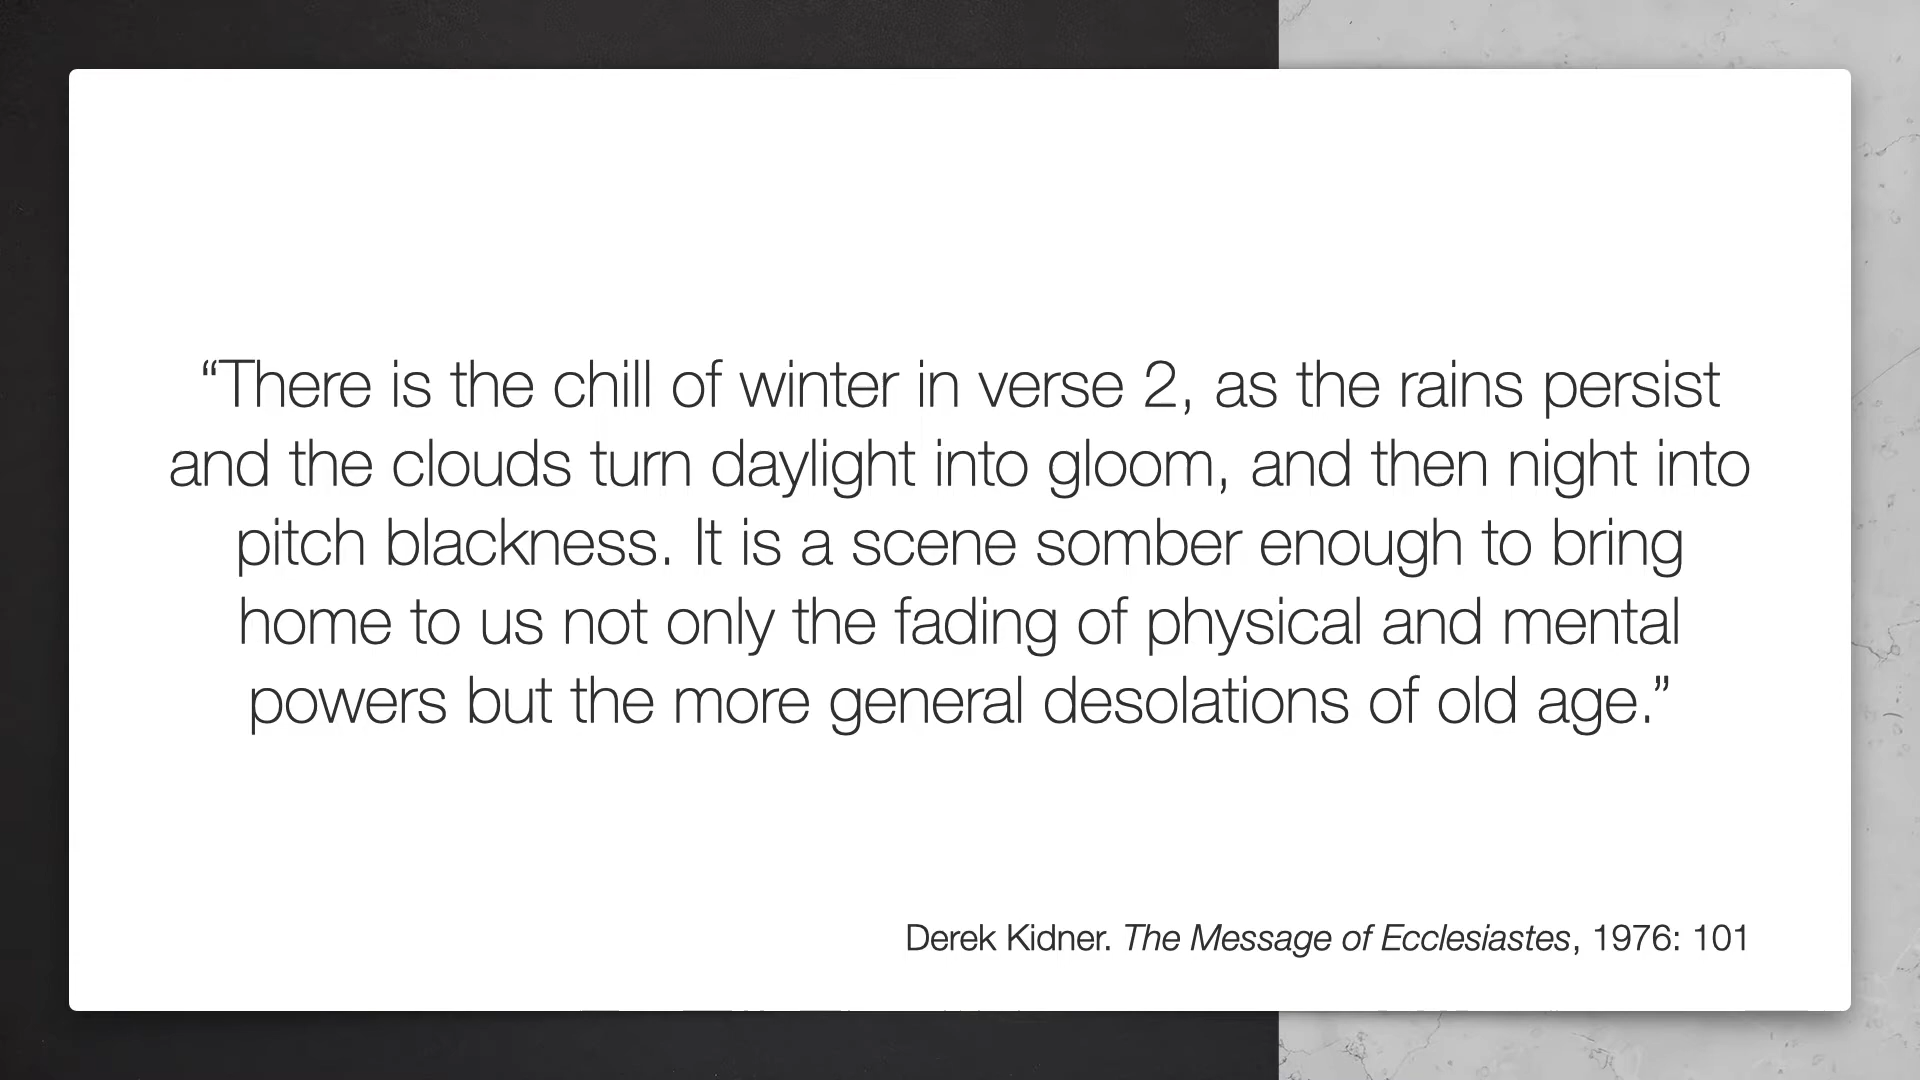 “There is the chill of winter in verse 2, as the rains persist
and the clouds turn daylight into gloom, and then night into
pitch blackness. It is a scene somber enough to bring
home to us not only the fading of physical and mental
powers but the more general desolations of old age.”
Derek Kidner. The Message of Ecclesiastes, 1976: 101